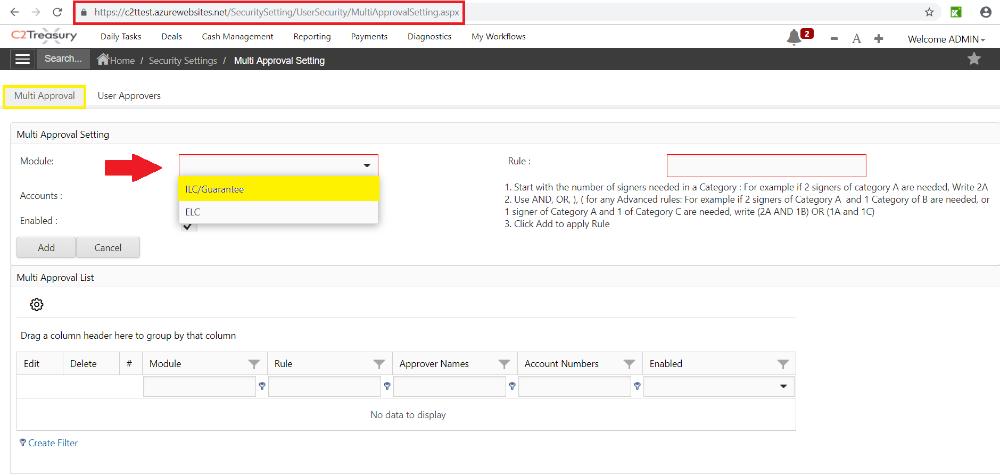 https://c2ttest.azurewebsites.net/SecuritySetting/UserSecurity/MultiApprovalSetting.aspx
C2Treasury Daily Tasks Deals Cash Management Reporting Payments Diagnostics My Workflows 2 A Welcome ADMIN
Search... Home / Security Settings / Multi Approval Setting
Multi Approval User Approvers
Multi Approval Setting
Module: Rule :
ILC/Guarantee
ELC
Accounts :
Enabled :
1. Start with the number of signers needed in a Category : For example if 2 signers of category A are needed, Write 2A
2. Use AND, OR, ), ( for any Advanced rules: For example if 2 signers of Category A and 1 Category of B are needed, or
1 signer of Category A and 1 of Category C are needed, write (2A AND 1B) OR (1A and 1C)
3. Click Add to apply Rule
Add Cancel
Multi Approval List
Drag a column header here to group by that column
Edit Delete # Module Rule Approver Names Account Numbers Enabled
No data to display
Create Filter